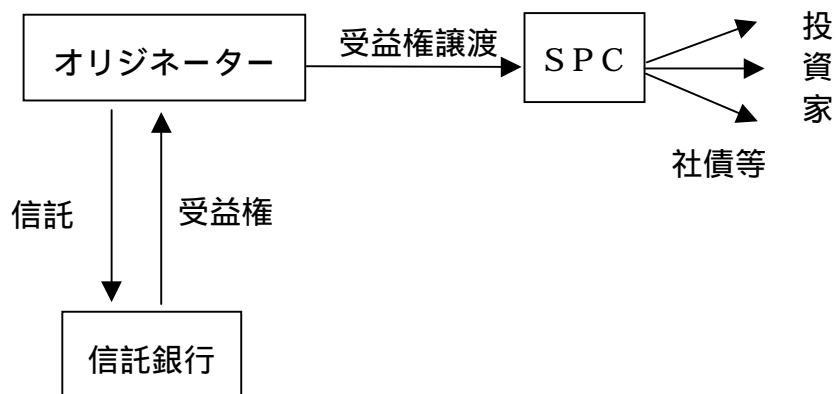 オリジネーター
受益権譲渡
ＳＰＣ
投資家
社債等
信託
受益権
信託銀行